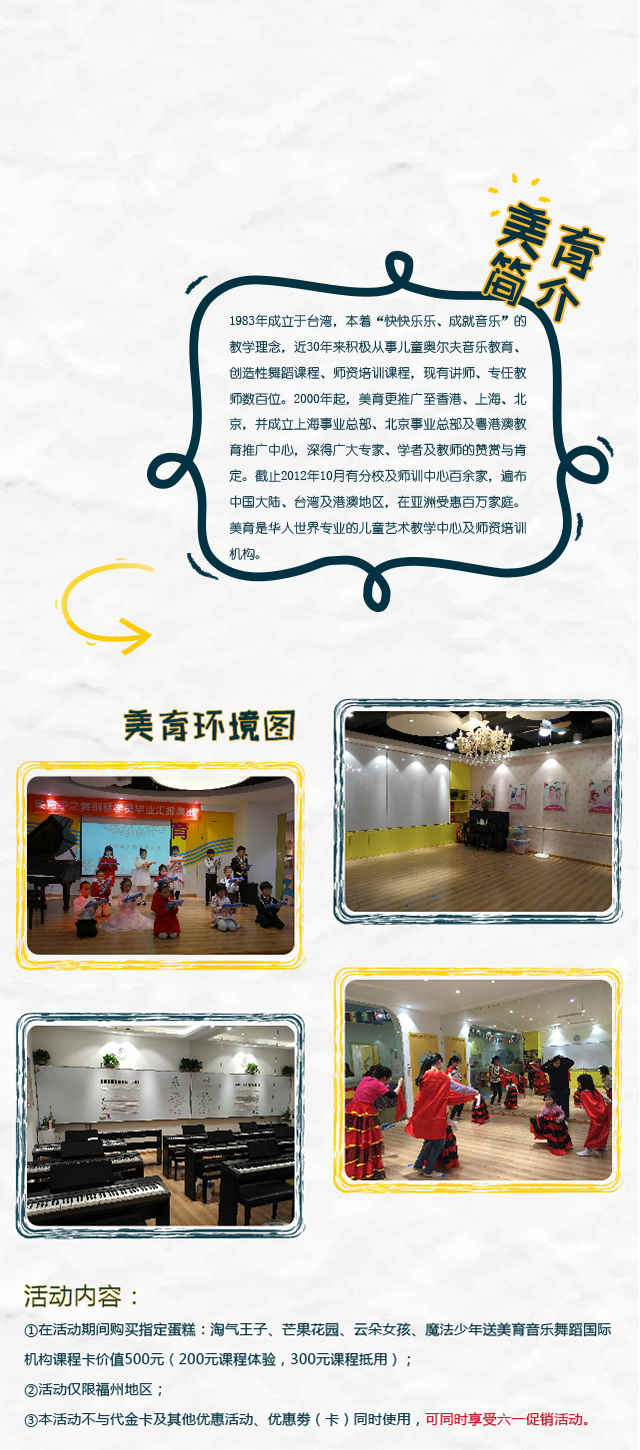 美育
简介
1983年成立于台湾，本着“快快乐乐、成就音乐”的
教学理念，近30年来积极从事儿童奥尔夫音乐教育、
创造性舞蹈课程、师资培训课程，现有讲师、专任教
师数百位。2000年起，美育更推广至香港、上海、北
京，并成立上海事业总部、北京事业总部及粤港澳教
育推广中心，深得广大专家、学者及教师的赞赏与肯
定。截止2012年10月有分校及师训中心百余家，遍布
中国大陆、台湾及港澳地区，在亚洲受惠百万家庭。
美育是华人世界专业的儿童艺术教学中心及师资培训
机构。
美育环境图
美育手之舞钢琴学员毕业汇报演出
育
活动内容：
①在活动期间购买指定蛋糕：淘气王子、芒果花园、云朵女孩、魔法少年送美育音乐舞蹈国际
机构课程卡价值500元（200元课程体验，300元课程抵用）；
②活动仅限福州地区；
③本活动不与代金卡及其他优惠活动、优惠券（卡）同时使用，可同时享受六一促销活动。